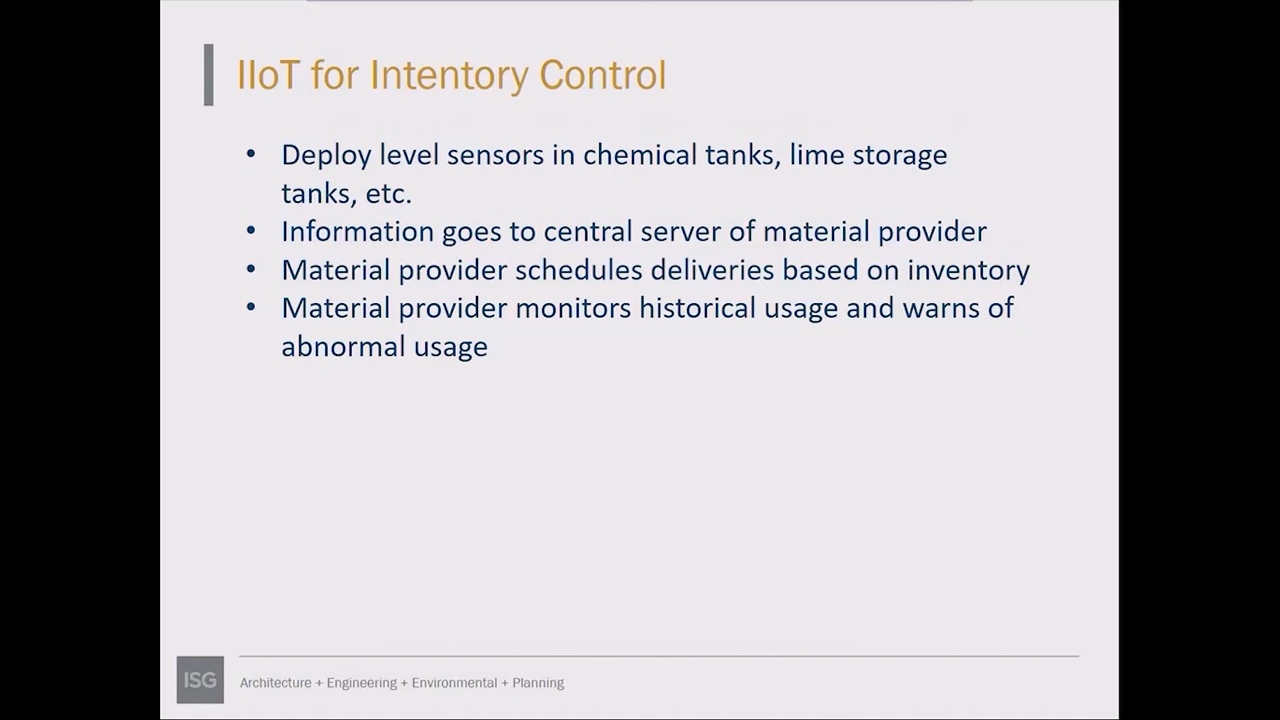 IIoT for Intentory Control
• Deploy level sensors in chemical tanks, lime storage
tanks, etc.
• Information goes to central server of material provider
• Material provider schedules deliveries based on inventory
• Material provider monitors historical usage and warns of
abnormal usage
ISG
Architecture + Engineering + Environmental + Planning